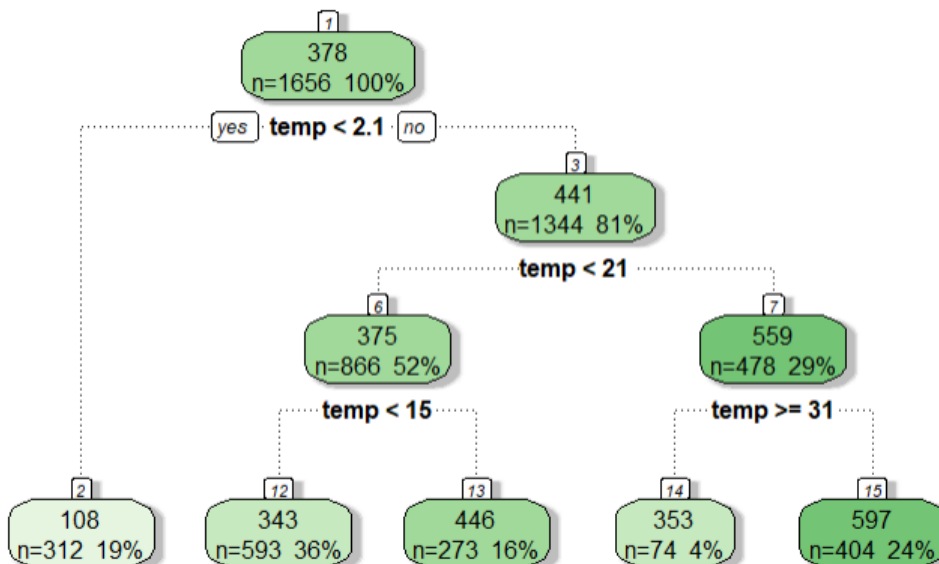 1
378
n=1656 100%
yes temp < 2.1 no
3
441
n=1344 81%
temp < 21
6 7
375 559
n=866 52% n=478 29%
temp < 15 temp >= 31
2 12 13 14 15
108 343 446 353 597
n=312 19% n=593 36% n=273 16% n=74 4% n=404 24%